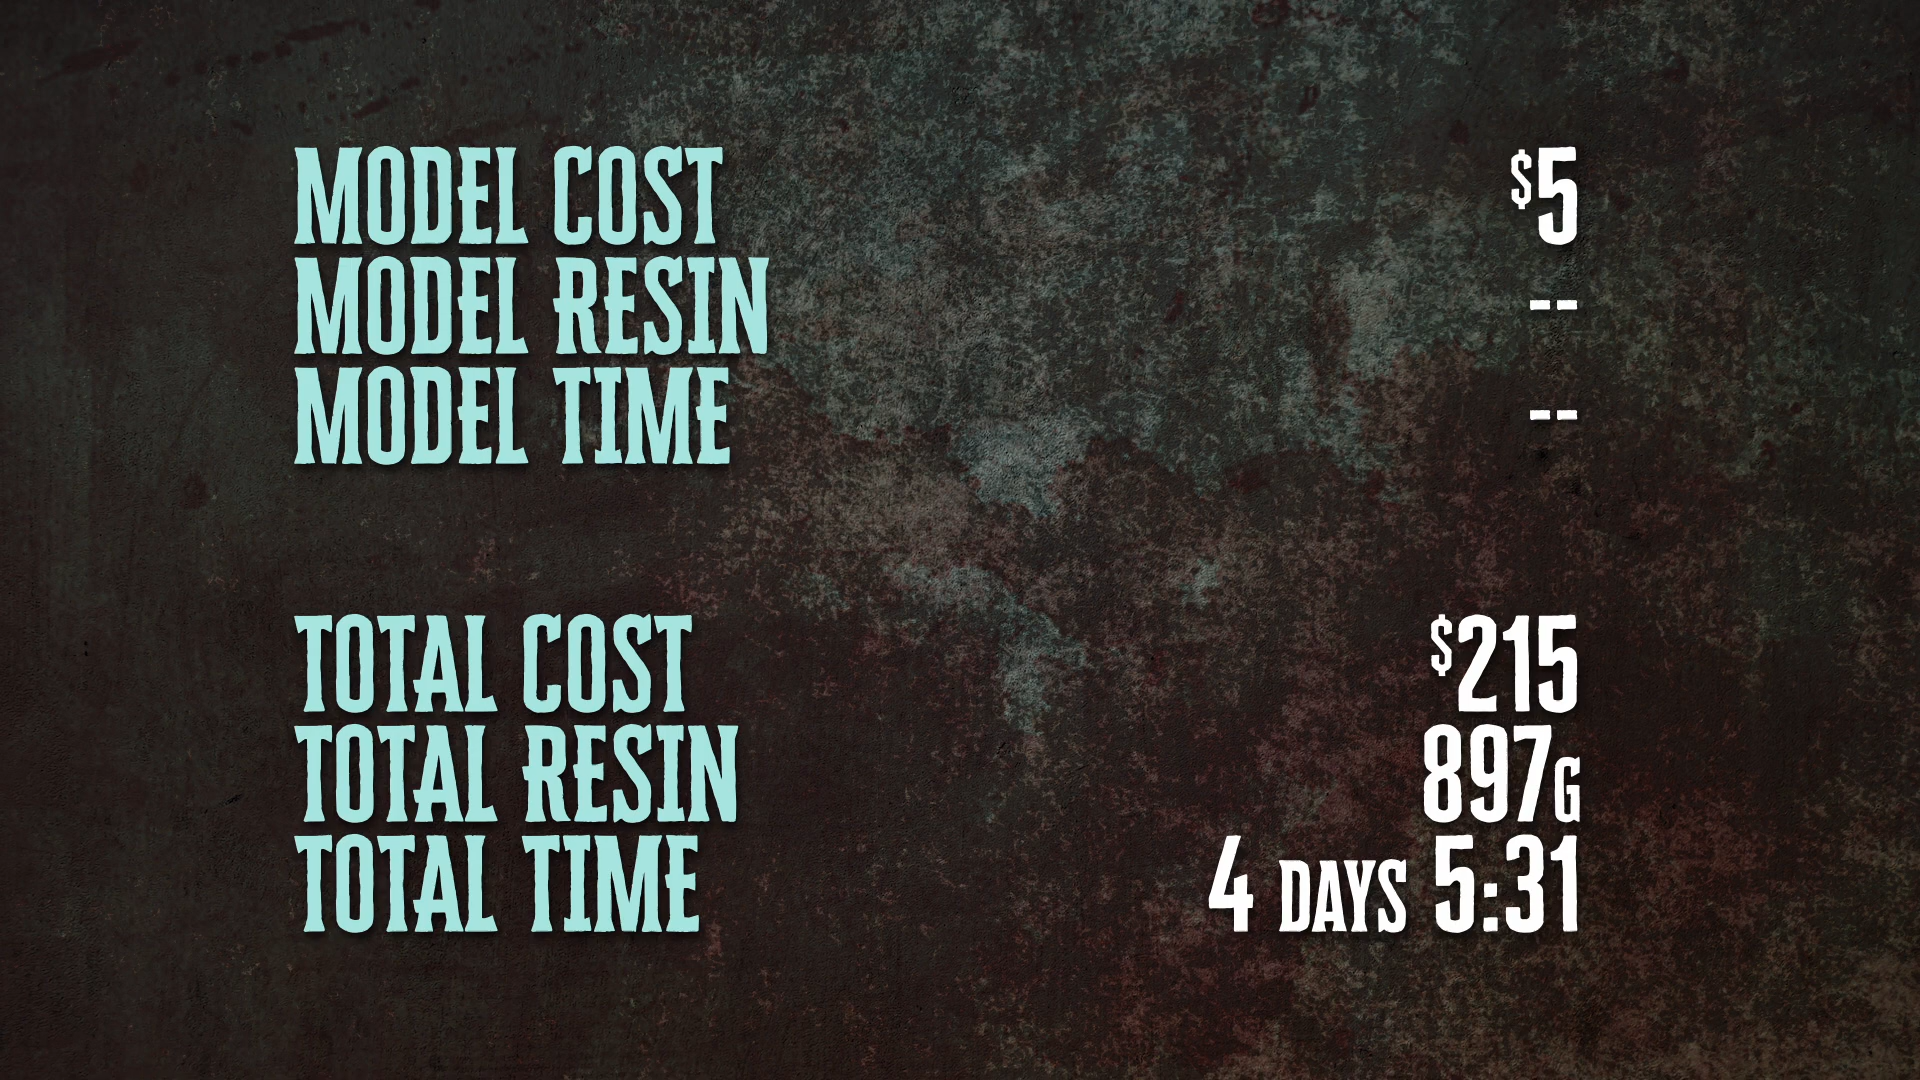 MODEL COST $5
MODEL RESIN --
MODEL TIME --
TOTAL COST $215
TOTAL RESIN 897G
TOTAL TIME 4 DAYS 5:31